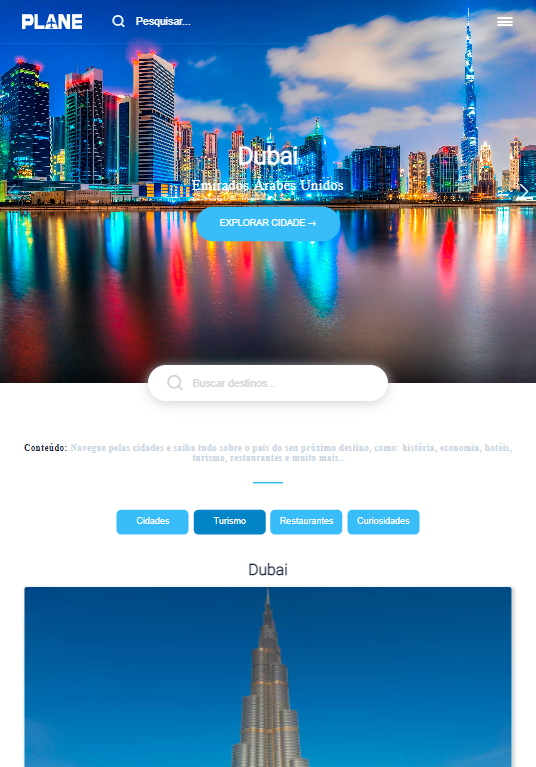 PLANE
Pesquisar...
Dubai
Emirados Árabes Unidos
EXPLORAR CIDADE →
Buscar destinos...
Conteúdo: Navegue pelas cidades e saiba tudo sobre o país do seu próximo destino, como: história, economia, hotéis,
turismo, restaurantes e muito mais..
Cidades
Turismo
Restaurantes
Curiosidades
Dubai